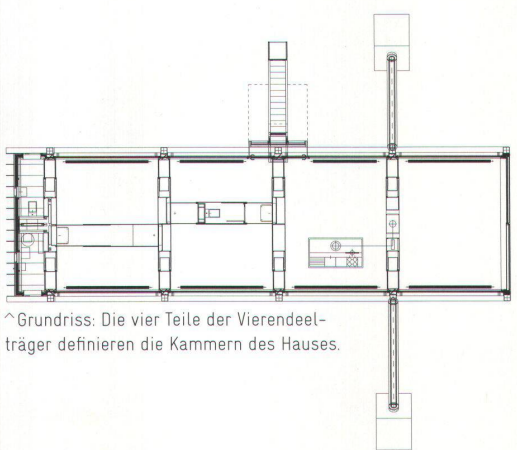 ^Grundriss: Die vier Teile der Vierendeel-
träger definieren die Kammern des Hauses.